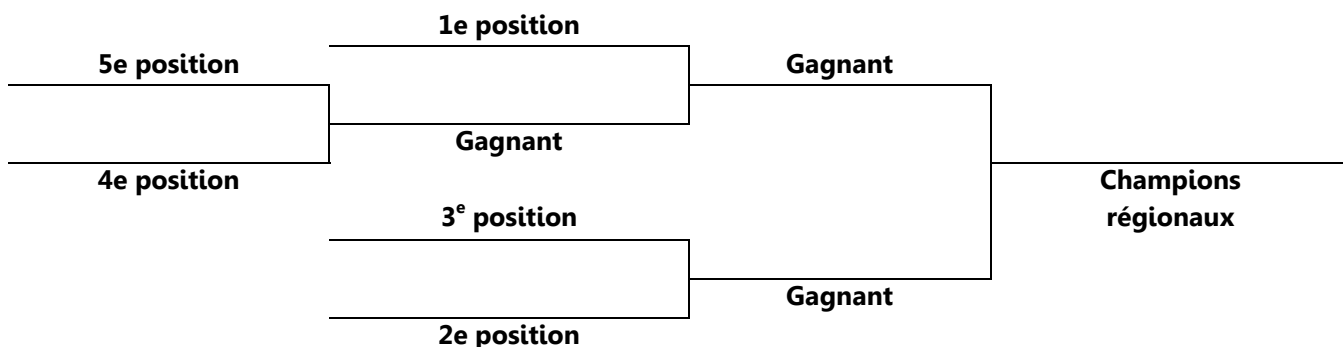 1e position
5e position
Gagnant
Gagnant
4e position
Champions
régionaux
3e position
Gagnant
2e position